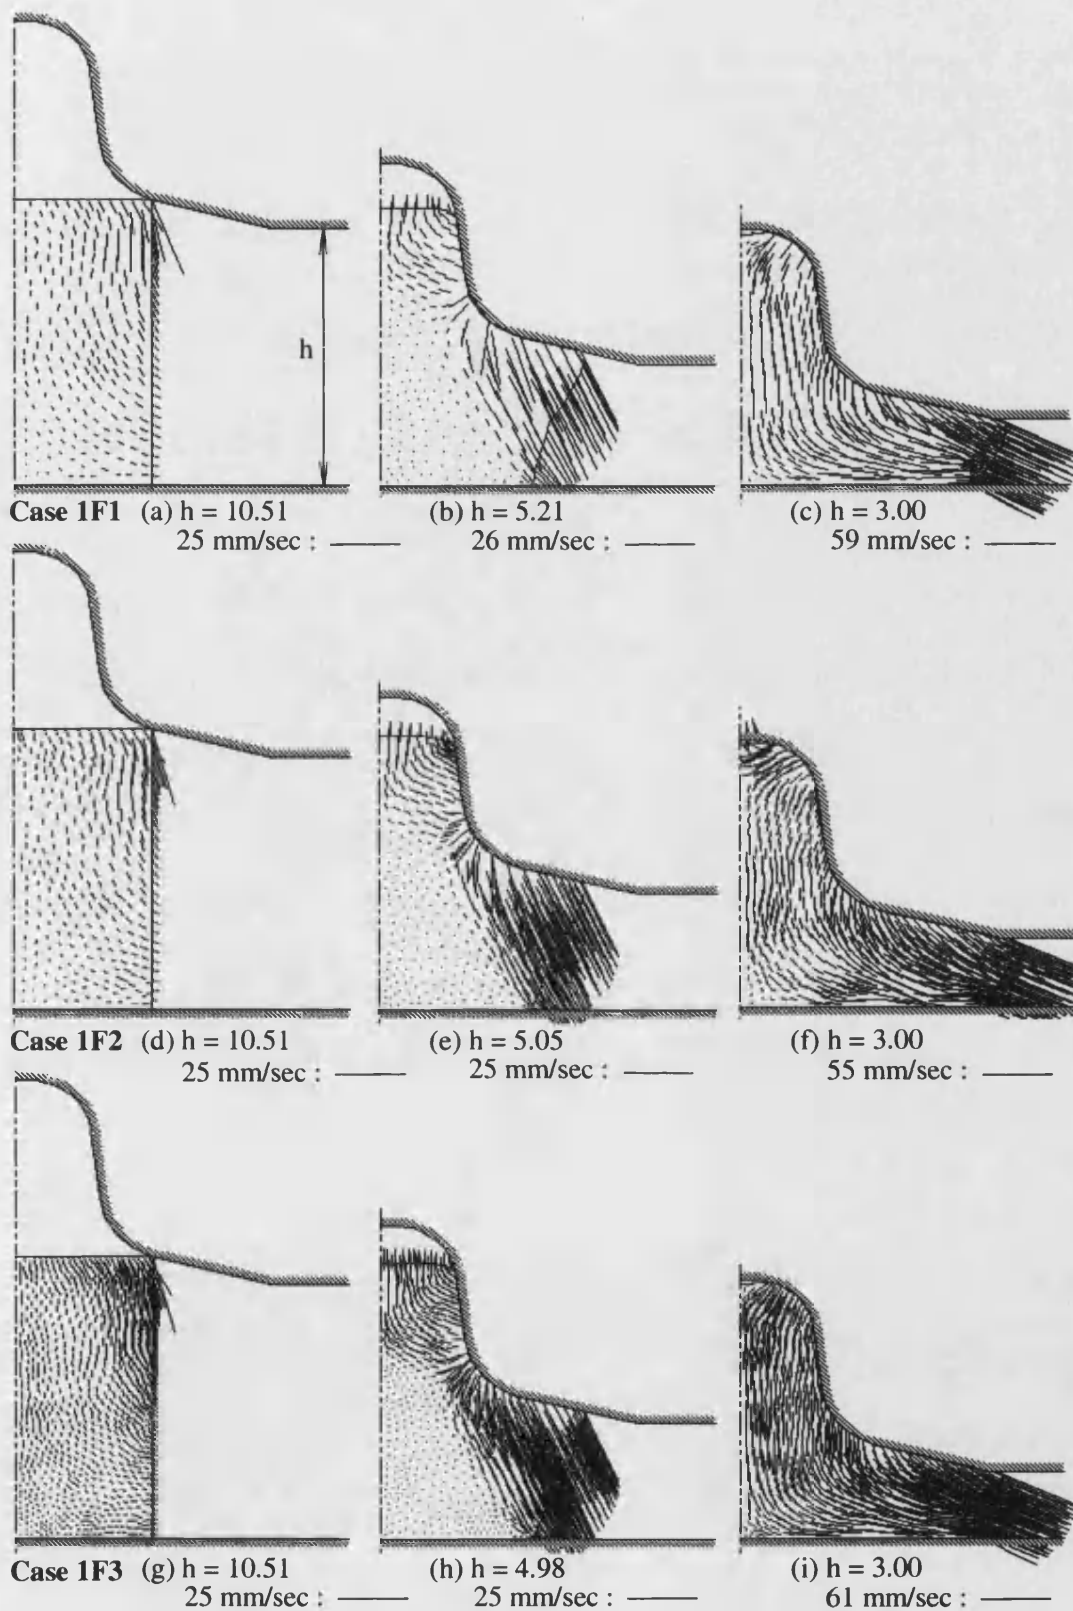 h
Case 1F1 (a) h = 10.51 (b) h = 5.21 (c) h = 3.00
25 mm/sec : 26 mm/sec : 59 mm/sec :
Case 1F2 (d) h = 10.51 (e) h = 5.05 (f) h = 3.00
25 mm/sec : 25 mm/sec : 55 mm/sec :
Case 1F3 (g) h = 10.51 (h) h = 4.98 (i) h = 3.00
25 mm/sec : 25 mm/sec : 61 mm/sec :